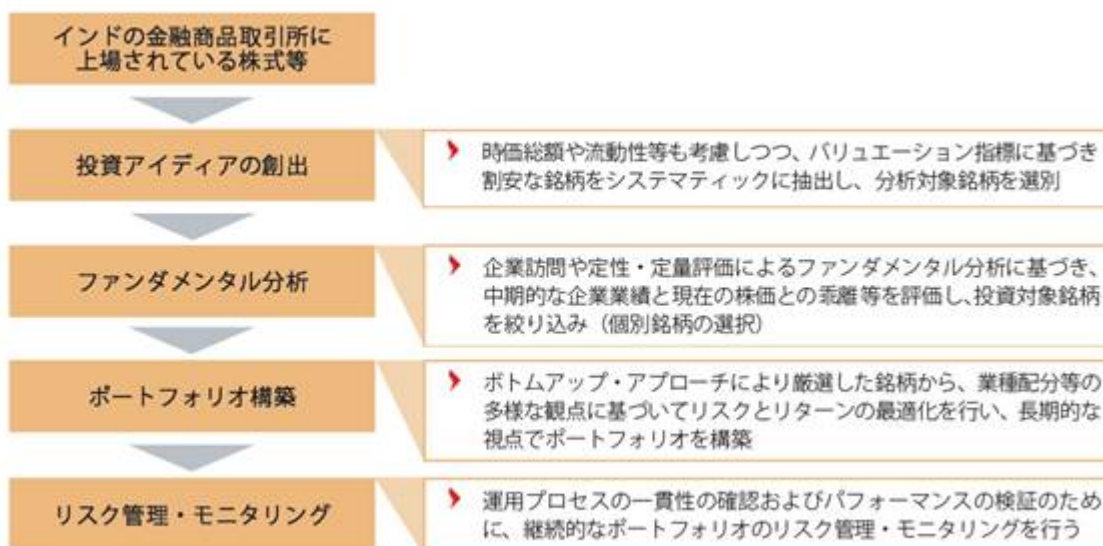 インドの金融商品取引所に
上場されている株式等
投資アイディアの創出
時価総額や流動性等も考慮しつつ、バリュエーション指標に基づき
割安な銘柄をシステマティックに抽出し、分析対象銘柄を選別
ファンダメンタル分析
企業訪問や定性・定量評価によるファンダメンタル分析に基づき、
中期的な企業業績と現在の株価との乖離等を評価し、投資対象銘柄
を絞り込み（個別銘柄の選択）
ポートフォリオ構築
ボトムアップ・アプローチにより厳選した銘柄から、業種配分等の
多様な観点に基づいてリスクとリターンの最適化を行い、長期的な
視点でポートフォリオを構築
リスク管理・モニタリング
運用プロセスの一貫性の確認およびパフォーマンスの検証のため
に、継続的なポートフォリオのリスク管理・モニタリングを行う